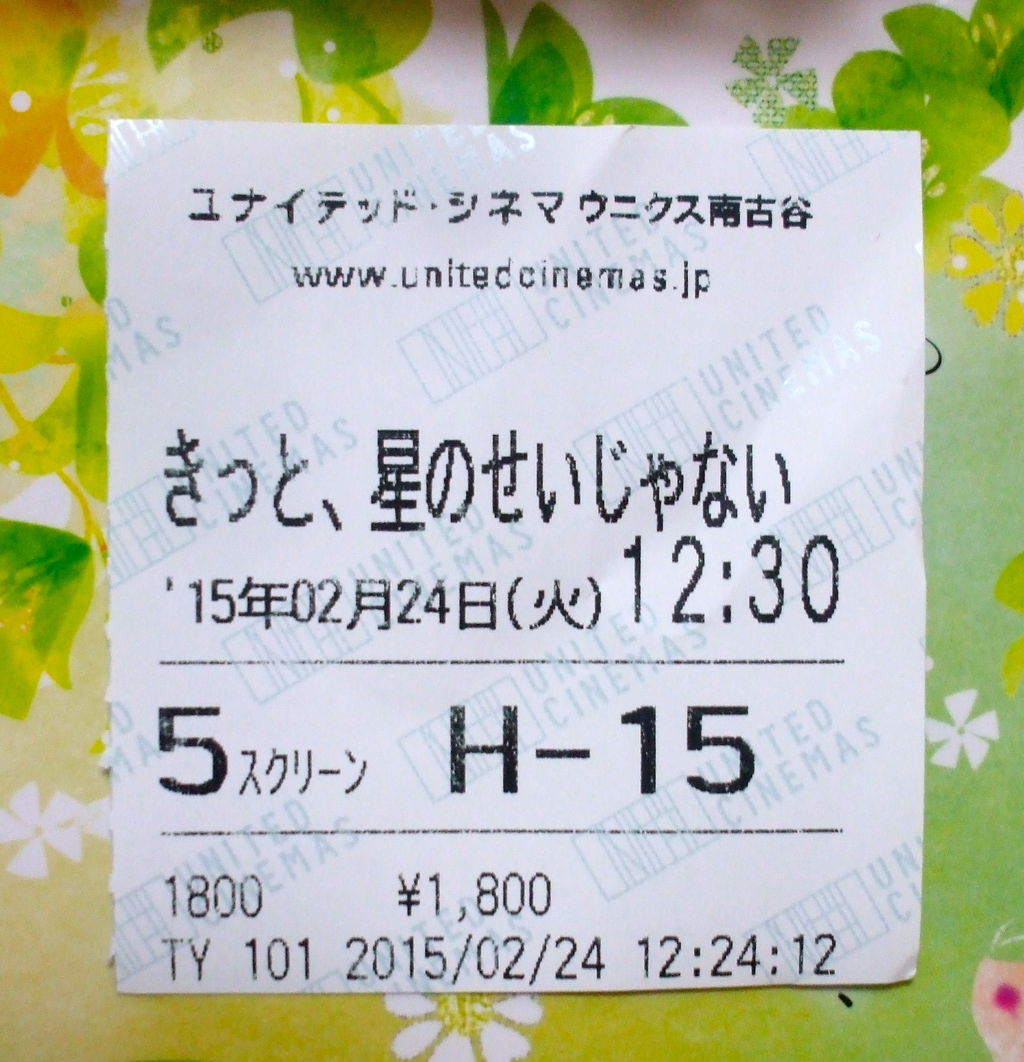 ユナイテッド・シネマ ウニクス南古谷
www.unitedcinemas.jp
きっと、星のせいじゃない
'15年02月24日(火) 12:30
5スクリーン H-15
1800 ¥1,800
TY 101 2015/02/24 12:24:12
UNITED CINEMAS